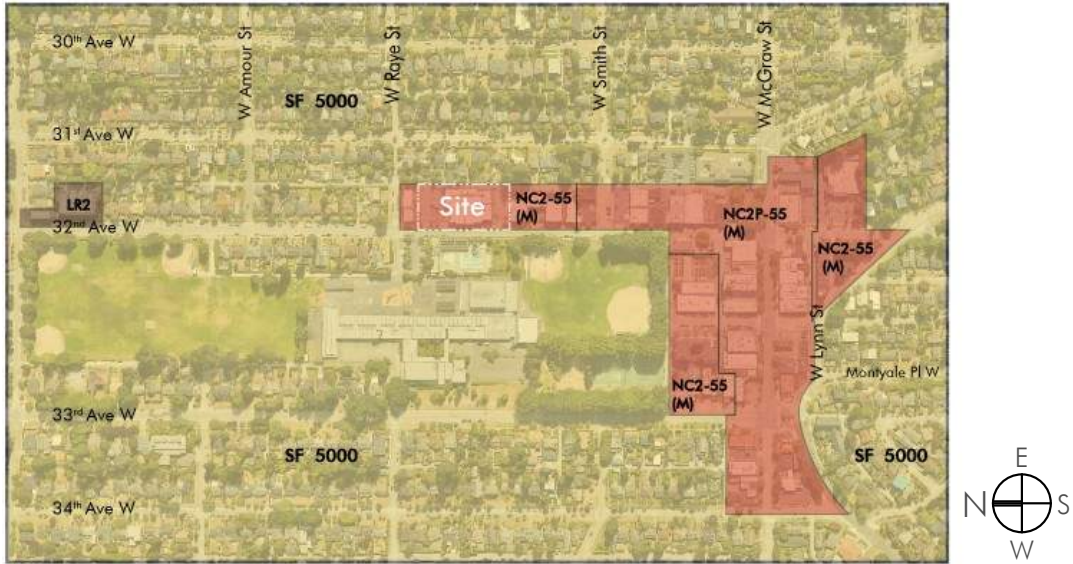 30th Ave W
W Amour St
W Raye St
W Smith St
W McGraw St
SF 5000
31st Ave W
LR2
Site
NC2-55
(M)
NC2P-55
(M)
32nd Ave W
NC2-55
(M)
W Lynn St
Montvale Pl W
NC2-55
(M)
33rd Ave W
SF 5000
SF 5000
34th Ave W
E
N
S
W